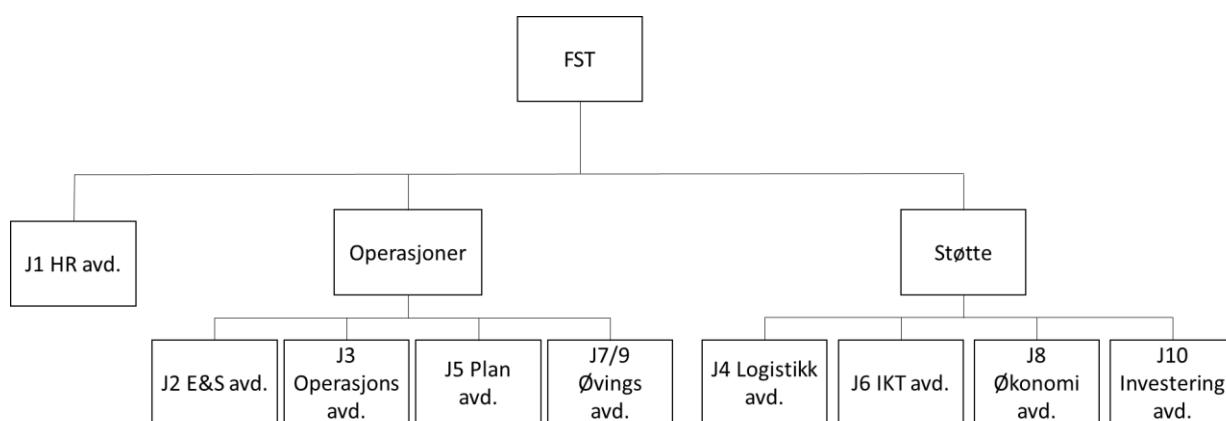 FST
J1 HR avd.
Operasjoner
Støtte
J2 E&S avd.
J3
Operasjons
avd.
J5 Plan
avd.
J7/9
Øvings
avd.
J4 Logistikk
avd.
J6 IKT avd.
J8
Økonomi
avd.
J10
Investering
avd.